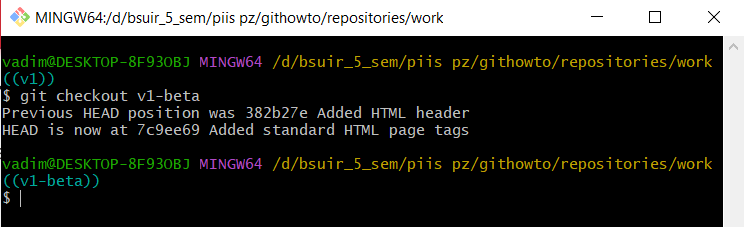 MINGW64:/d/bsuir_5_sem/piis pz/githowto/repositories/work
vadim@DESKTOP-8F93OBJ MINGW64 /d/bsuir_5_sem/piis pz/githowto/repositories/work
((v1))
$ git checkout v1-beta
Previous HEAD position was 382b27e Added HTML header
HEAD is now at 7c9ee69 Added standard HTML page tags
vadim@DESKTOP-8F93OBJ MINGW64 /d/bsuir_5_sem/piis pz/githowto/repositories/work
((v1-beta))
$